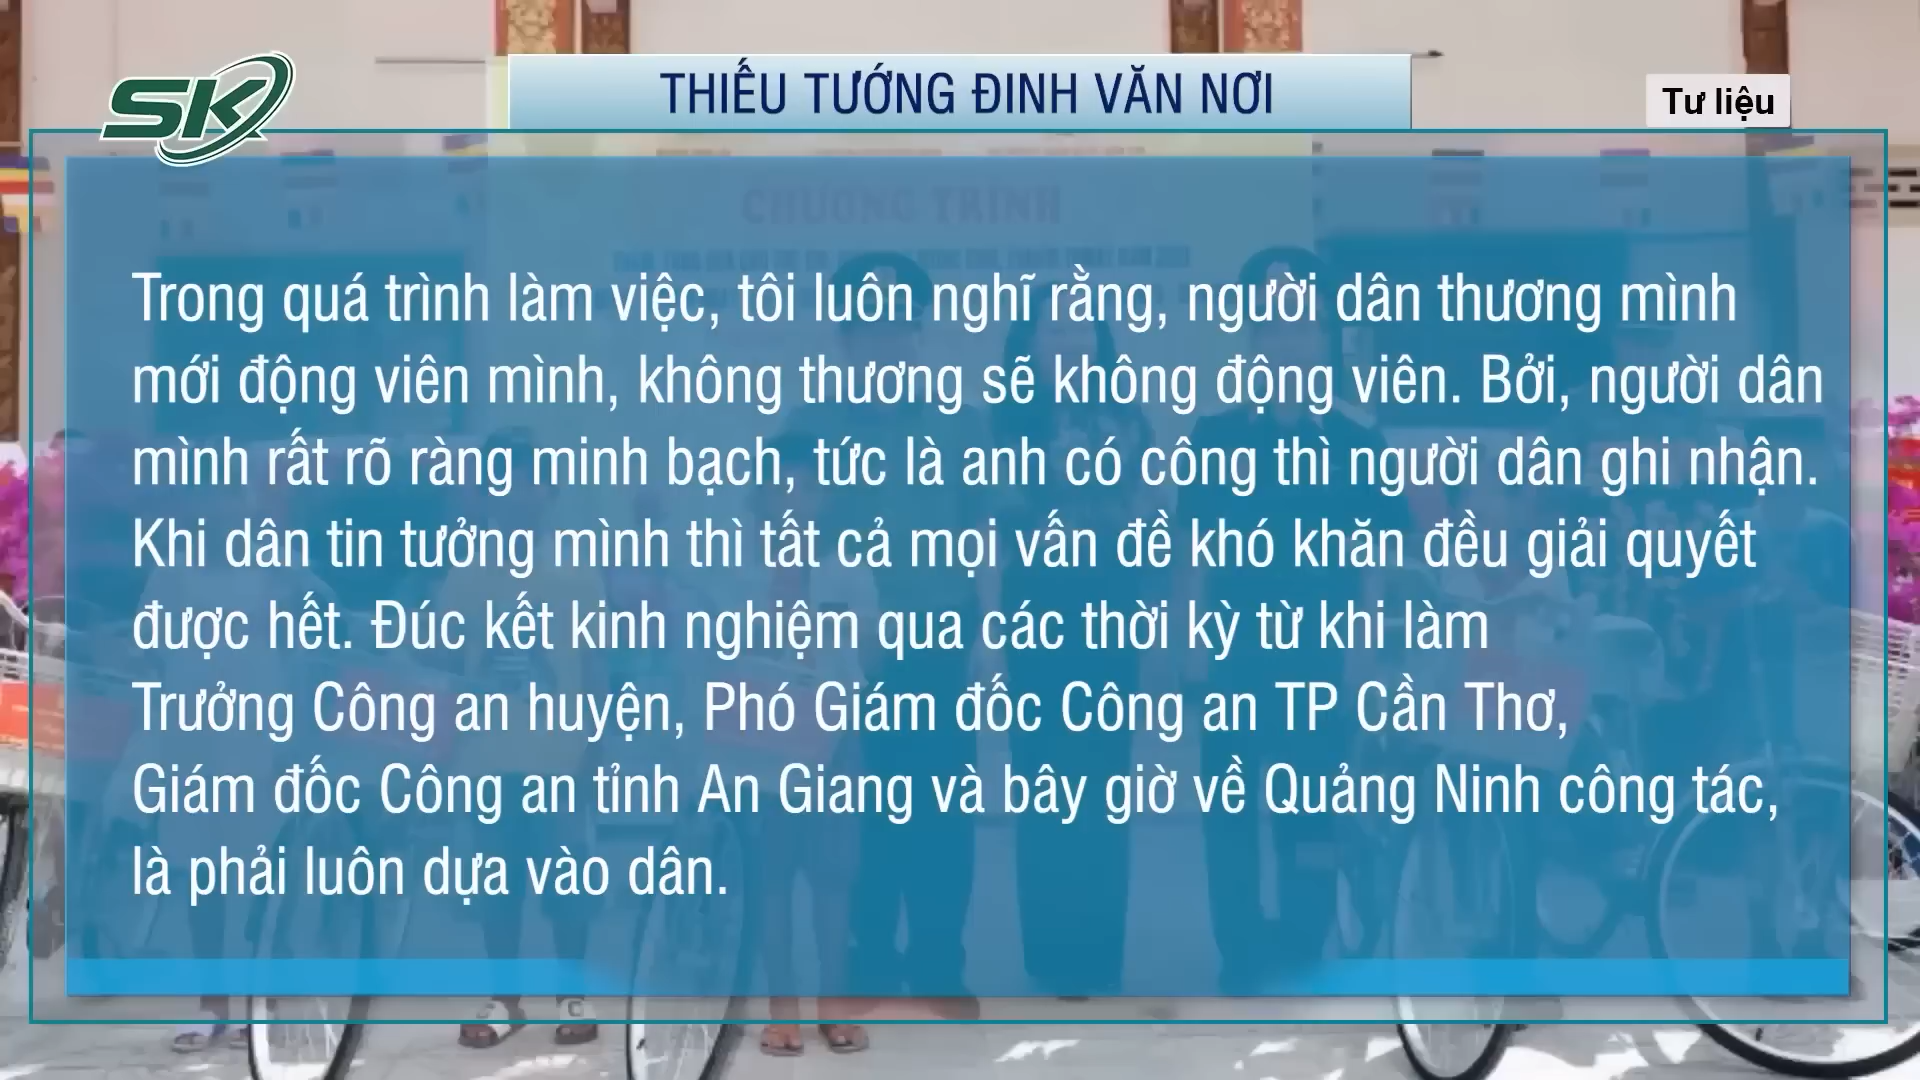 SK
THIẾU TƯỚNG ĐINH VĂN NƠI
Tư liệu
CHƯƠNG TRÌNH
Trong quá trình làm việc, tôi luôn nghĩ rằng, người dân thương mình
mới động viên mình, không thương sẽ không động viên. Bởi, người dân
mình rất rõ ràng minh bạch, tức là anh có công thì người dân ghi nhận.
Khi dân tin tưởng mình thì tất cả mọi vấn đề khó khăn đều giải quyết
được hết. Đúc kết kinh nghiệm qua các thời kỳ từ khi làm
Trưởng Công an huyện, Phó Giám đốc Công an TP Cần Thơ,
Giám đốc Công an tỉnh An Giang và bây giờ về Quảng Ninh công tác,
là phải luôn dựa vào dân.